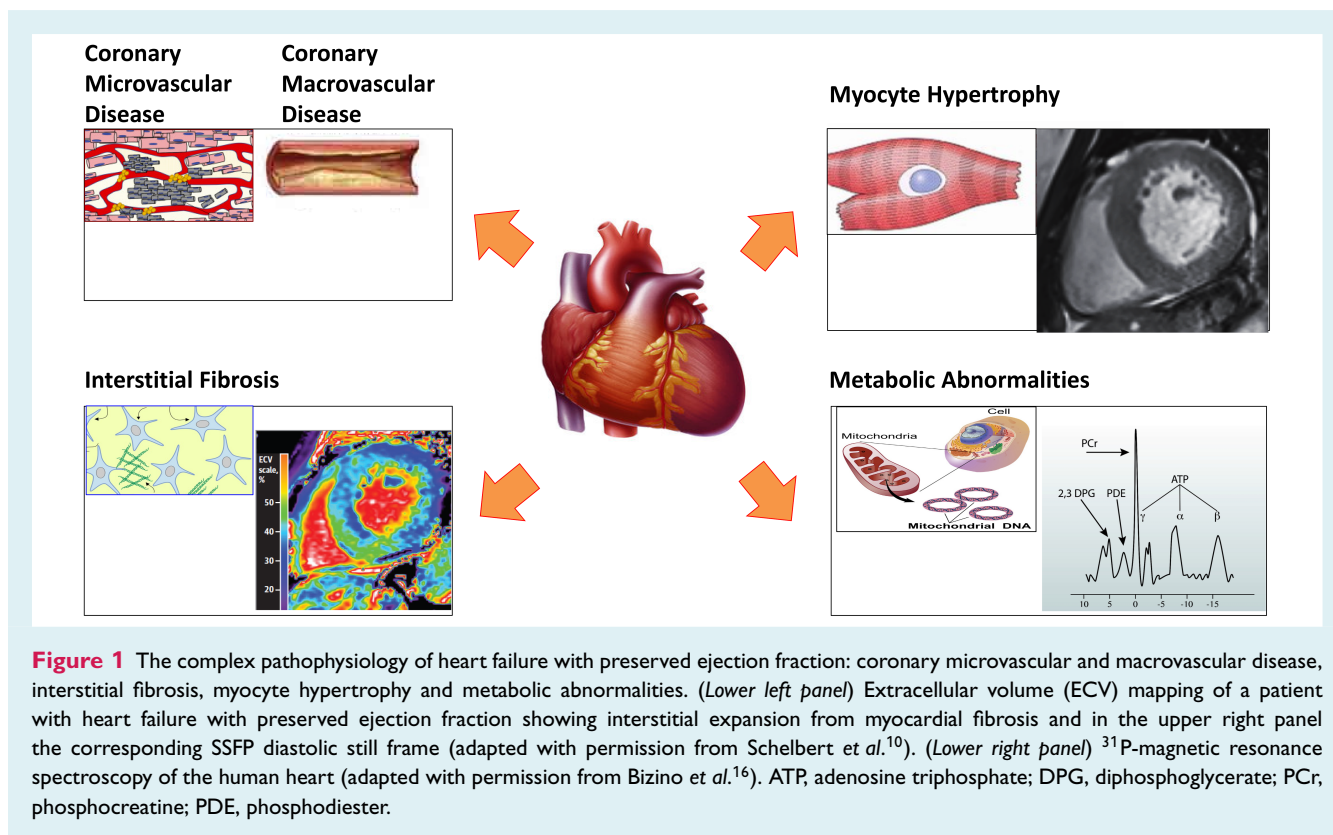 Coronary
Microvascular
Disease
Coronary
Macrovascular
Disease
Myocyte Hypertrophy
Interstitial Fibrosis
ECV
scale,
%
50
40
30
20
Metabolic Abnormalities
Cell
Mitochondria
Mitochondrial DNA
PCr
ATP
2,3 DPG PDE
γ α β
10 5 0 -5 -10 -15
Figure 1 The complex pathophysiology of heart failure with preserved ejection fraction: coronary microvascular and macrovascular disease,
interstitial fibrosis, myocyte hypertrophy and metabolic abnormalities. (Lower left panel) Extracellular volume (ECV) mapping of a patient
with heart failure with preserved ejection fraction showing interstitial expansion from myocardial fibrosis and in the upper right panel
the corresponding SSFP diastolic still frame (adapted with permission from Schelbert et al.¹⁰). (Lower right panel) ³¹P-magnetic resonance
spectroscopy of the human heart (adapted with permission from Bizino et al.¹⁶). ATP, adenosine triphosphate; DPG, diphosphoglycerate; PCr,
phosphocreatine; PDE, phosphodiester.